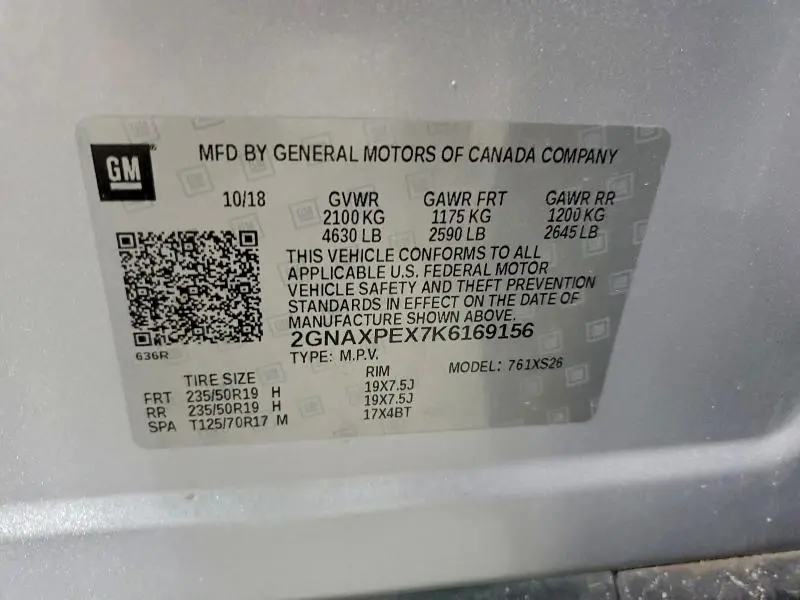 GM
MFD BY GENERAL MOTORS OF CANADA COMPANY
10/18 GVWR GAWR FRT GAWR RR
2100 KG 1175 KG 1200 KG
4630 LB 2590 LB 2645 LB
THIS VEHICLE CONFORMS TO ALL
APPLICABLE U.S. FEDERAL MOTOR
VEHICLE SAFETY AND THEFT PREVENTION
STANDARDS IN EFFECT ON THE DATE OF
MANUFACTURE SHOWN ABOVE.
2GNAXPEX7K6169156
636R
TYPE: M.P.V. MODEL: 761XS26
TIRE SIZE RIM
FRT 235/50R19 H 19X7.5J
RR 235/50R19 H 19X7.5J
SPA T125/70R17 M 17X4BT